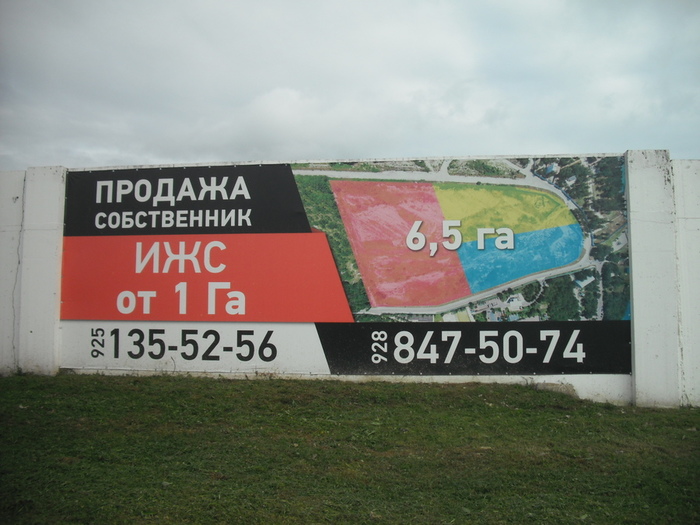 ПРОДАЖА
СОБСТВЕННИК
ИЖС
от 1 Га
6,5 га
925 135-52-56
928 847-50-74